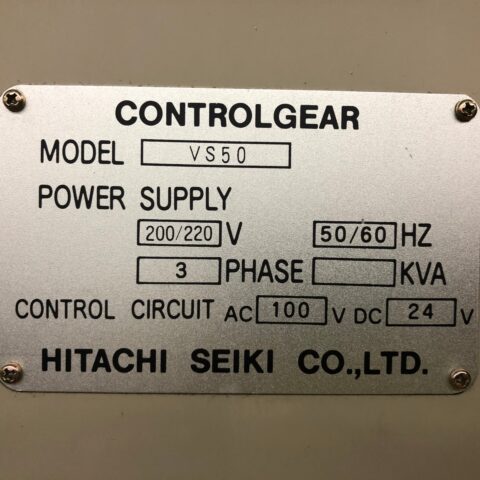 CONTROLGEAR
MODEL VS50
POWER SUPPLY
200/220 V 50/60 HZ
3 PHASE KVA
CONTROL CIRCUIT AC 100 V DC 24 V
HITACHI SEIKI CO.,LTD.